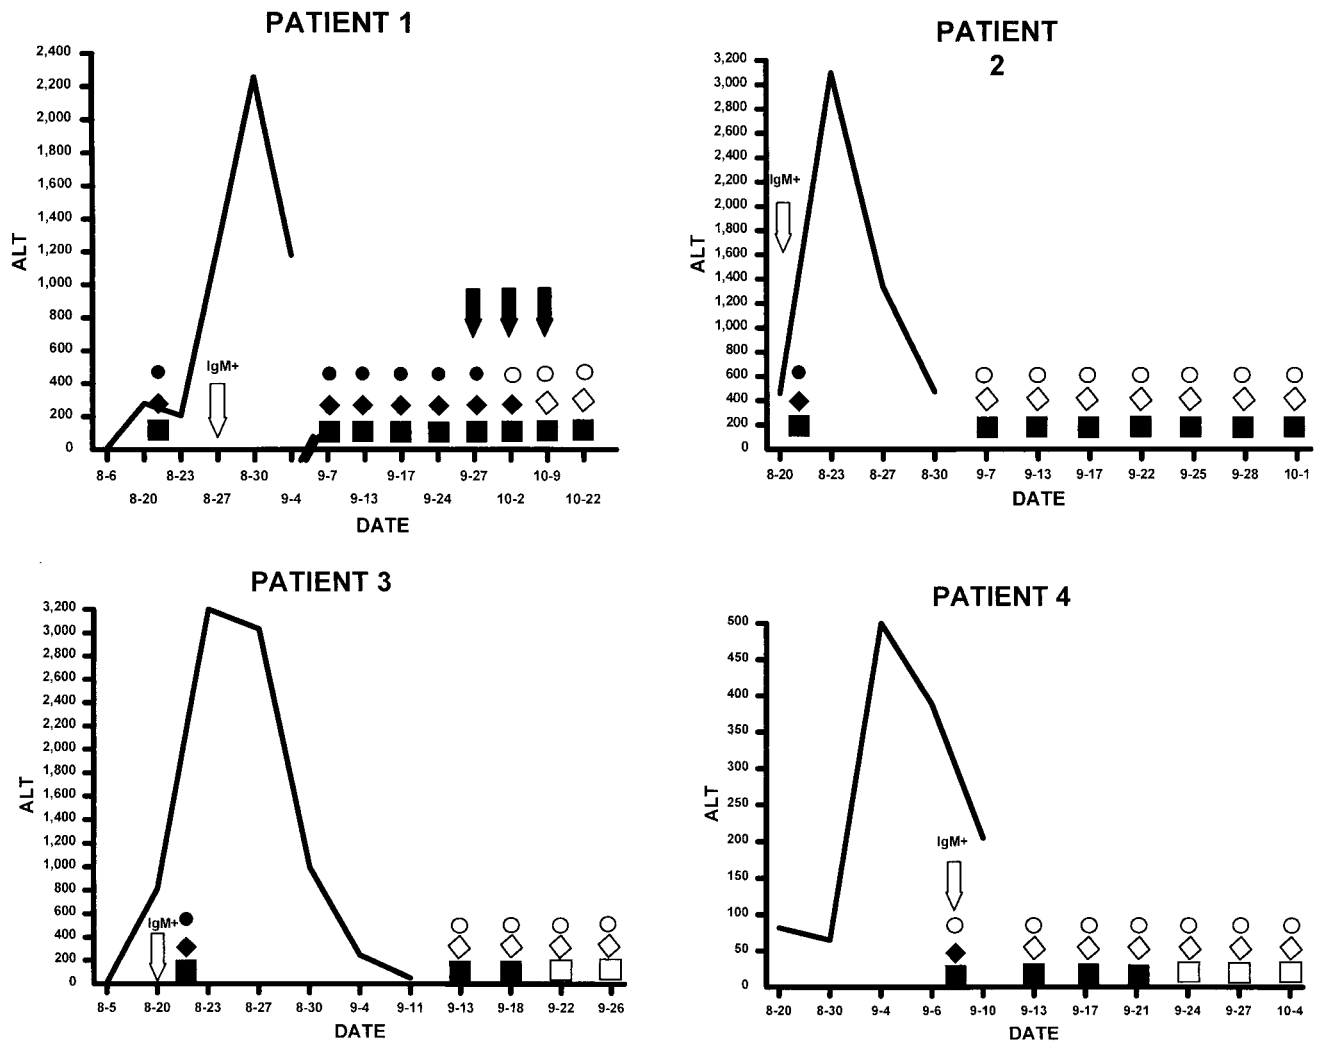 PATIENT 1
2,400
2,200
2,000
1,800
1,600
1,400
1,200
1,000
800
600
400
200
0
ALT
IgM+
8-6 8-23 8-30 9-7 9-17 9-27 10-9
8-20 8-27 9-4 9-13 9-24 10-2 10-22
DATE
PATIENT
2
3,200
3,000
2,800
2,600
2,400
2,200
2,000
1,800
1,600
1,400
1,200
1,000
800
600
400
200
0
ALT
IgM+
8-20 8-23 8-27 8-30 9-7 9-13 9-17 9-22 9-25 9-28 10-1
DATE
PATIENT 3
3,200
3,000
2,800
2,600
2,400
2,200
2,000
1,800
1,600
1,400
1,200
1,000
800
600
400
200
0
ALT
IgM+
8-5 8-20 8-23 8-27 8-30 9-4 9-11 9-13 9-18 9-22 9-26
DATE
PATIENT 4
500
450
400
350
300
250
200
150
100
50
0
ALT
IgM+
8-20 8-30 9-4 9-6 9-10 9-13 9-17 9-21 9-24 9-27 10-4
DATE